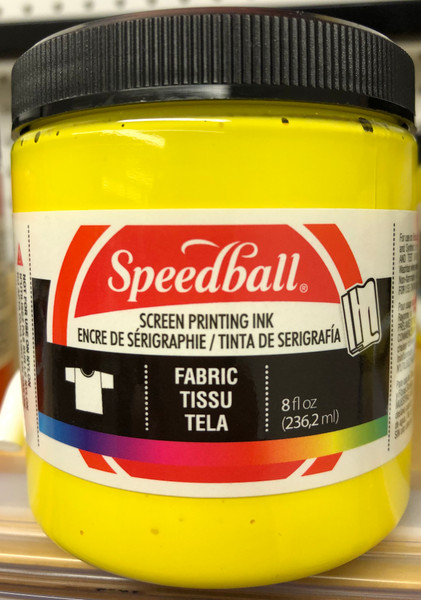 Speedball®
SCREEN PRINTING INK
ENCRE DE SÉRIGRAPHIE / TINTA DE SERIGRAFÍA
FABRIC
TISSU
TELA
8 fl oz
(236,2 ml)